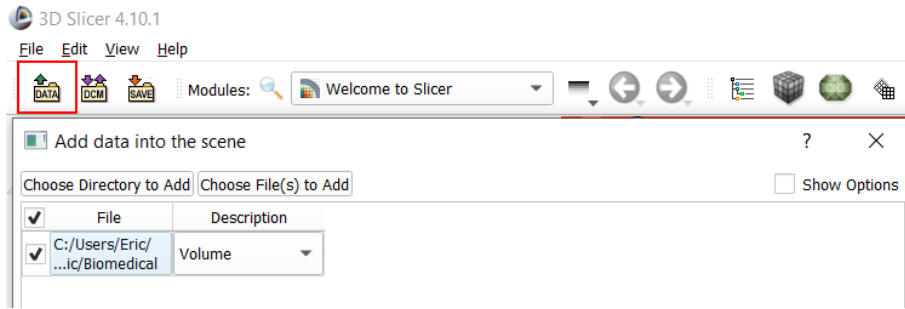 3D Slicer 4.10.1
File Edit View Help
DATA DCM SAVE Modules: Welcome to Slicer
Add data into the scene ?
Choose Directory to Add Choose File(s) to Add Show Options
File Description
C:/Users/Eric/
...ic/Biomedical Volume